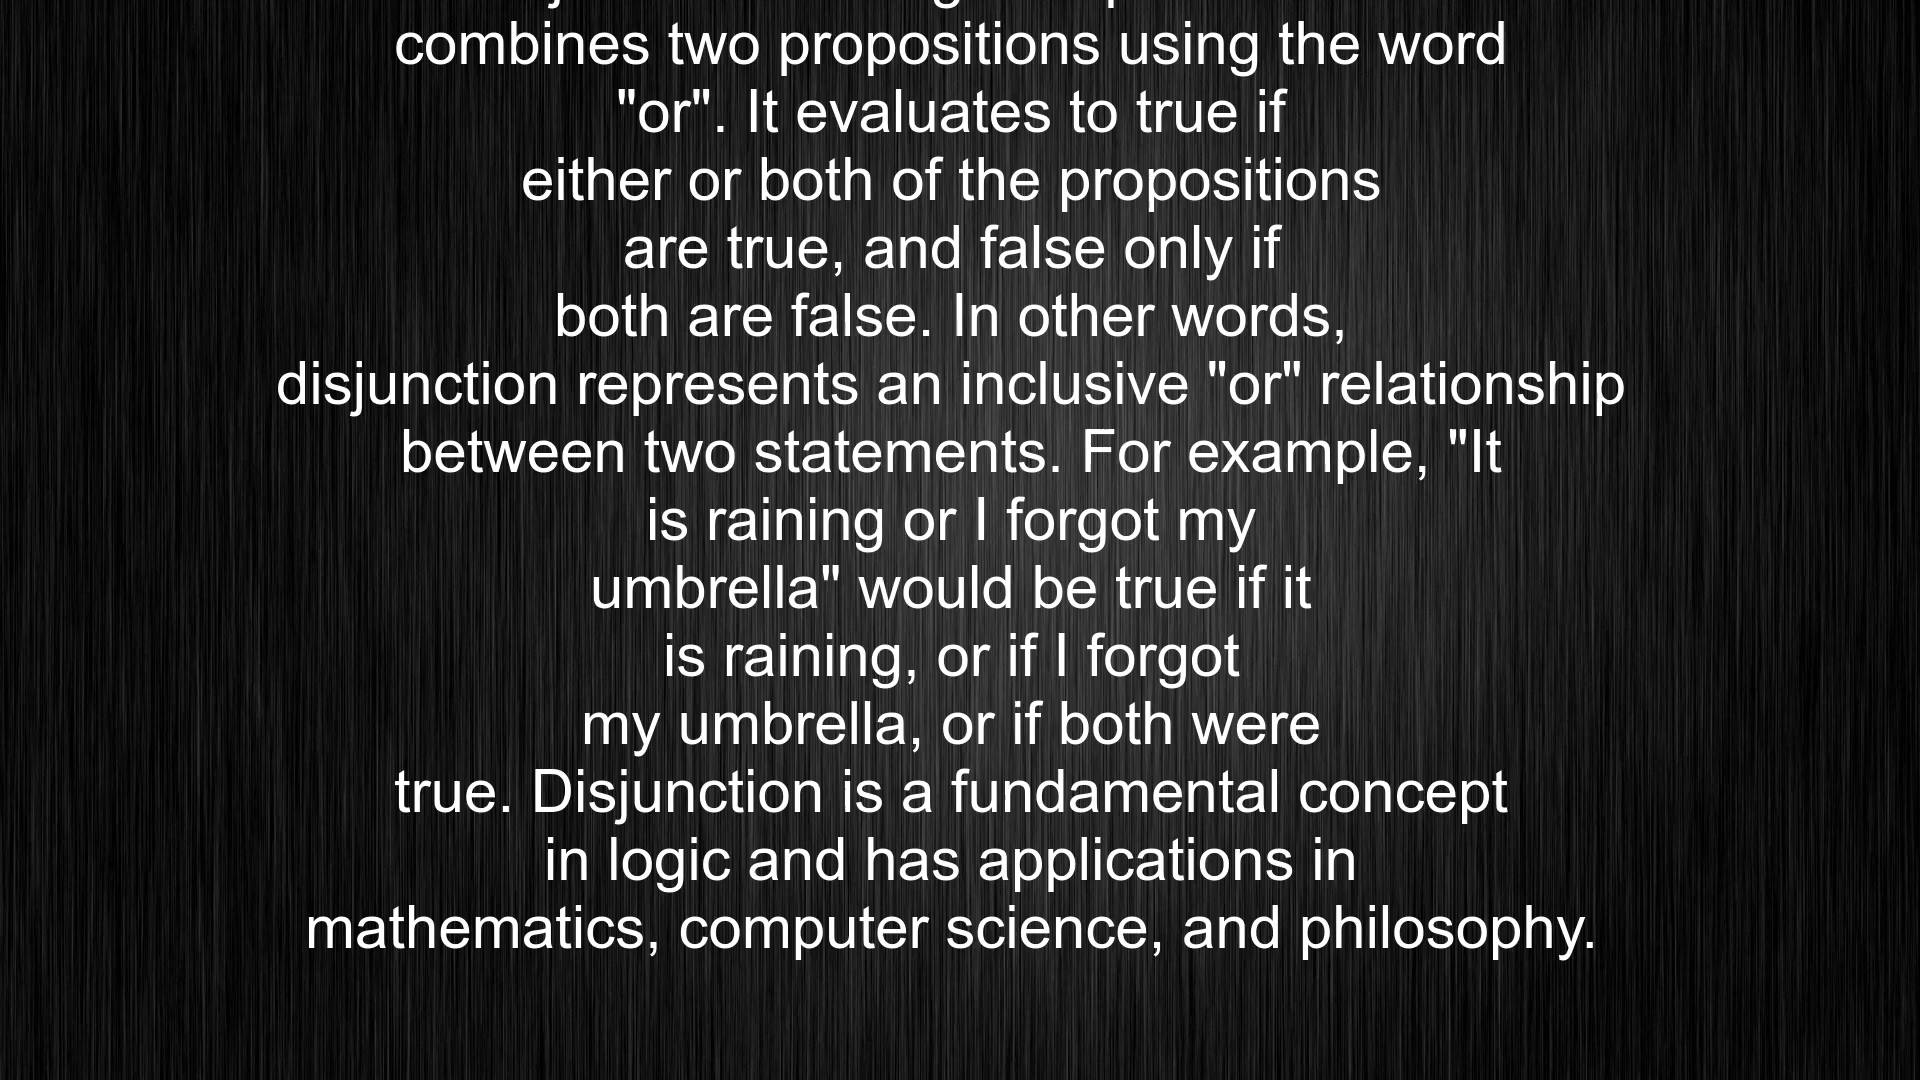 combines two propositions using the word
"or". It evaluates to true if
either or both of the propositions
are true, and false only if
both are false. In other words,
disjunction represents an inclusive "or" relationship
between two statements. For example, "It
is raining or I forgot my
umbrella" would be true if it
is raining, or if I forgot
my umbrella, or if both were
true. Disjunction is a fundamental concept
in logic and has applications in
mathematics, computer science, and philosophy.